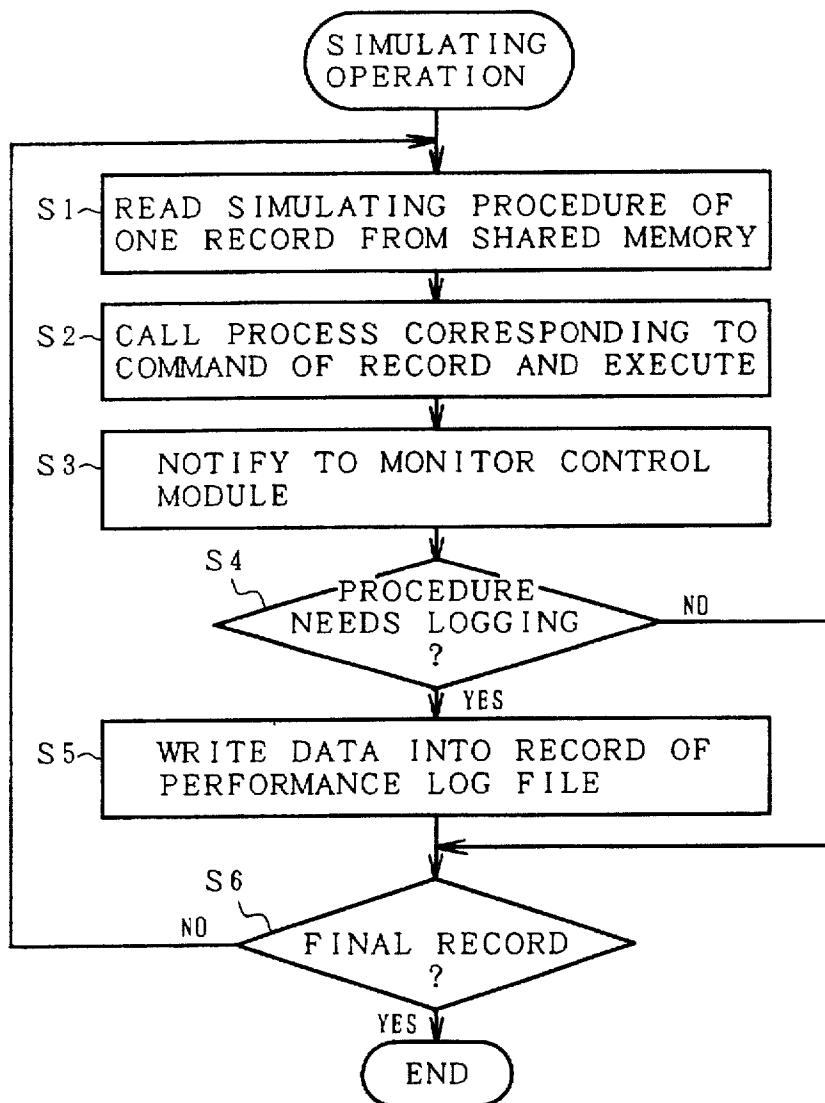 SIMULATING
OPERATION
S1
READ SIMULATING PROCEDURE OF
ONE RECORD FROM SHARED MEMORY
S2
CALL PROCESS CORRESPONDING TO
COMMAND OF RECORD AND EXECUTE
S3
NOTIFY TO MONITOR CONTROL
MODULE
S4
PROCEDURE
NEEDS LOGGING
?
NO
YES
S5
WRITE DATA INTO RECORD OF
PERFORMANCE LOG FILE
S6
NO
FINAL RECORD
?
YES
END